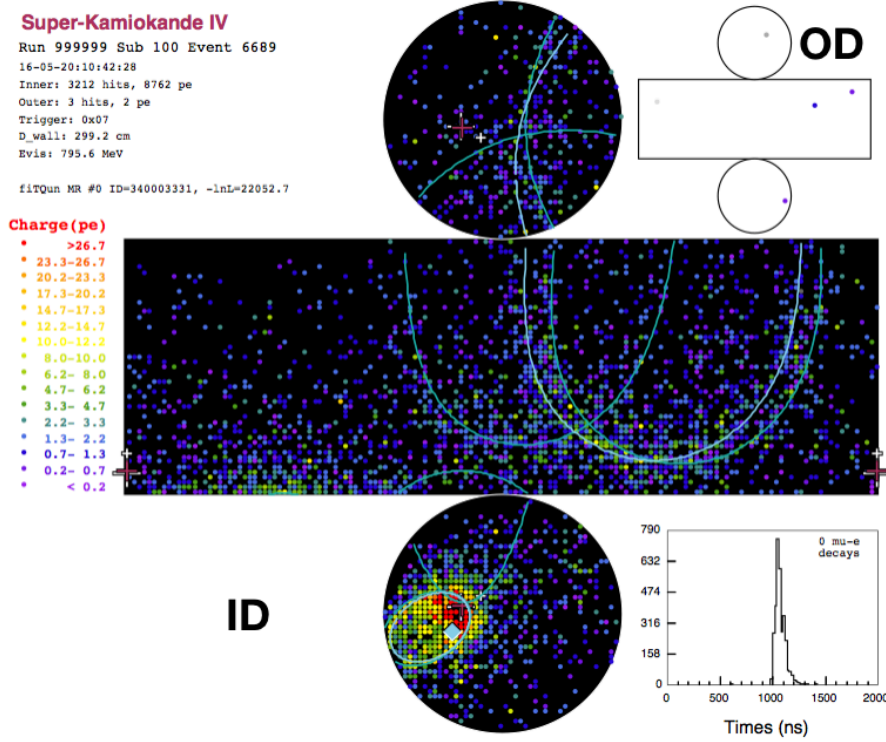 Super-Kamiokande IV
Run 999999 Sub 100 Event 6689
16-05-20:10:42:28
Inner: 3212 hits, 8762 pe
Outer: 3 hits, 2 pe
Trigger: 0x07
D_wall: 299.2 cm
Evis: 795.6 MeV
fiTQun MR #0 ID=340003331, -lnL=22052.7
OD
Charge(pe)
>26.7
23.3-26.7
20.2-23.3
17.3-20.2
14.7-17.3
12.2-14.7
10.0-12.2
8.0-10.0
6.2- 8.0
4.7- 6.2
3.3- 4.7
2.2- 3.3
1.3- 2.2
0.7- 1.3
0.2- 0.7
< 0.2
ID
0 mu-e
decays
790
632
474
316
158
0
0 500 1000 1500 2000
Times (ns)